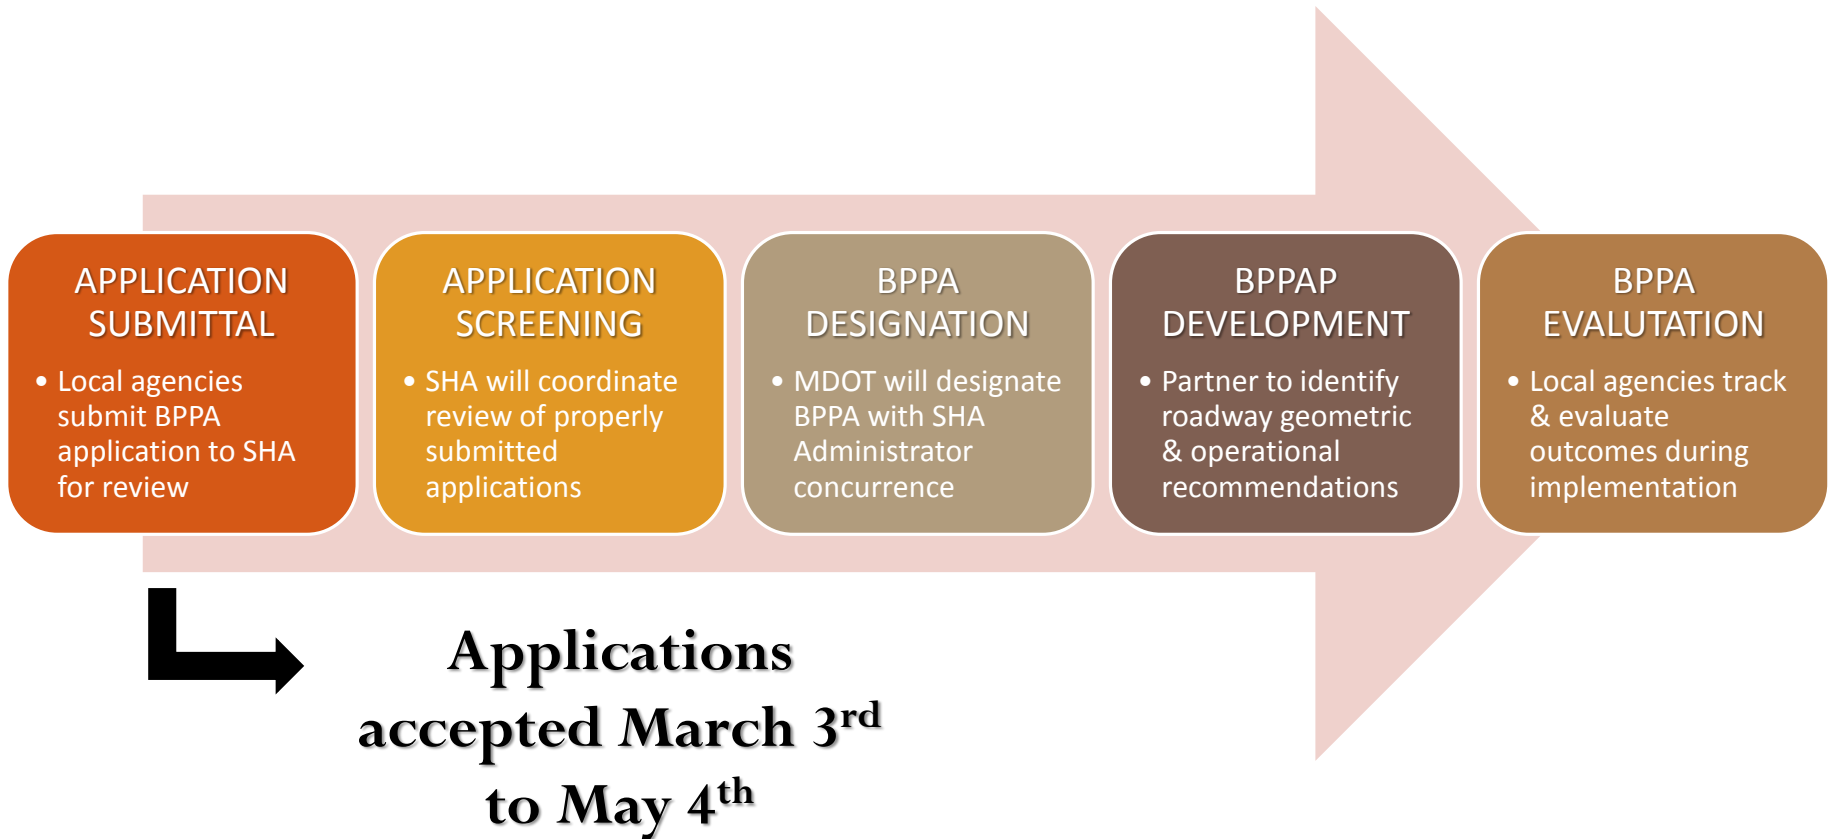 APPLICATION
SUBMITTAL
• Local agencies
submit BPPA
application to SHA
for review
APPLICATION
SCREENING
• SHA will coordinate
review of properly
submitted
applications
BPPA
DESIGNATION
• MDOT will designate
BPPA with SHA
Administrator
concurrence
BPPAP
DEVELOPMENT
• Partner to identify
roadway geometric
& operational
recommendations
BPPA
EVALUTATION
• Local agencies track
& evaluate
outcomes during
implementation
Applications
accepted March 3rd
to May 4th